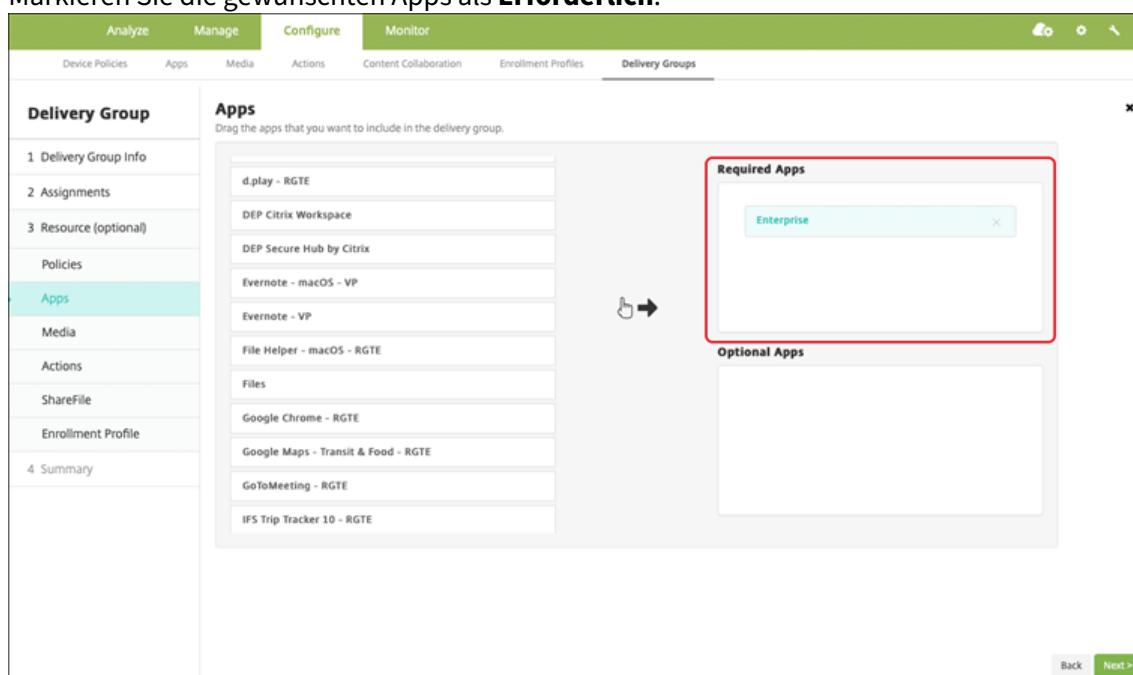 Markieren Sie die gewünschten Apps als Erforderlich.
Analyze Manage Configure Monitor
Device Policies Apps Media Actions Content Collaboration Enrollment Profiles Delivery Groups
Delivery Group
1 Delivery Group Info
2 Assignments
3 Resource (optional)
Policies
Apps
Media
Actions
ShareFile
Enrollment Profile
4 Summary
Apps
Drag the apps that you want to include in the delivery group.
d.play - RGTE
DEP Citrix Workspace
DEP Secure Hub by Citrix
Evernote - macOS - VP
Evernote - VP
File Helper - macOS - RGTE
Files
Google Chrome - RGTE
Google Maps - Transit & Food - RGTE
GoToMeeting - RGTE
IFS Trip Tracker 10 - RGTE
Required Apps
Enterprise
Optional Apps
Back Next >